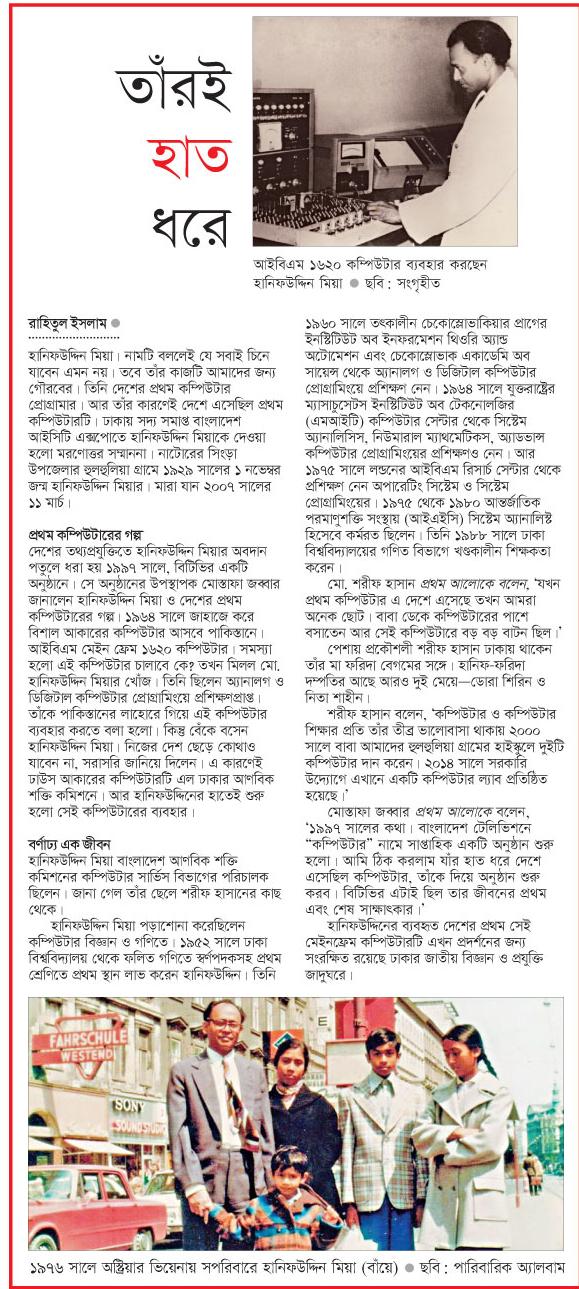 তাঁরই
হাত
ধরে
আইবিএম ১৬২০ কম্পিউটার ব্যবহার করছেন
হানিফউদ্দিন মিয়া ● ছবি : সংগৃহীত
রাহিতুল ইসলাম ●
হানিফউদ্দিন মিয়া। নামটি বললেই যে সবাই চিনে
যাবেন এমন নয়। তবে তাঁর কাজটি আমাদের জন্য
গৌরবের। তিনি দেশের প্রথম কম্পিউটার
প্রোগ্রামার। আর তাঁর কারণেই দেশে এসেছিল প্রথম
কম্পিউটারটি। ঢাকায় সদ্য সমাপ্ত বাংলাদেশ
আইসিটি এক্সপোতে হানিফউদ্দিন মিয়াকে দেওয়া
হলো মরণোত্তর সম্মাননা। নাটোরের সিংড়া
উপজেলার হুলহুলিয়া গ্রামে ১৯২৯ সালের ১ নভেম্বর
জন্ম হানিফউদ্দিন মিয়ার। মারা যান ২০০৭ সালের
১১ মার্চ।
প্রথম কম্পিউটারের গল্প
দেশের তথ্যপ্রযুক্তিতে হানিফউদ্দিন মিয়ার অবদান
পতুলে ধরা হয় ১৯৯৭ সালে, বিটিভির একটি
অনুষ্ঠানে। সে অনুষ্ঠানের উপস্থাপক মোস্তাফা জব্বার
জানালেন হানিফউদ্দিন মিয়া ও দেশের প্রথম
কম্পিউটারের গল্প। ১৯৬৪ সালে জাহাজে করে
বিশাল আকারের কম্পিউটার আসবে পাকিস্তানে।
আইবিএম মেইন ফ্রেম ১৬২০ কম্পিউটার। সমস্যা
হলো এই কম্পিউটার চালাবে কে? তখন মিলল মো.
হানিফউদ্দিন মিয়ার খোঁজ। তিনি ছিলেন অ্যানালগ ও
ডিজিটাল কম্পিউটার প্রোগ্রামিংয়ে প্রশিক্ষণপ্রাপ্ত।
তাঁকে পাকিস্তানের লাহোরে গিয়ে এই কম্পিউটার
ব্যবহার করতে বলা হলো। কিন্তু বেঁকে বসেন
হানিফউদ্দিন মিয়া। নিজের দেশ ছেড়ে কোথাও
যাবেন না, সরাসরি জানিয়ে দিলেন। এ কারণেই
ঢাউস আকারের কম্পিউটারটি এল ঢাকার আণবিক
শক্তি কমিশনে। আর হানিফউদ্দিনের হাতেই শুরু
হলো সেই কম্পিউটারের ব্যবহার।
বর্ণাঢ্য এক জীবন
হানিফউদ্দিন মিয়া বাংলাদেশ আণবিক শক্তি
কমিশনের কম্পিউটার সার্ভিস বিভাগের পরিচালক
ছিলেন। জানা গেল তাঁর ছেলে শরীফ হাসানের কাছ
থেকে।
হানিফউদ্দিন মিয়া পড়াশোনা করেছিলেন
কম্পিউটার বিজ্ঞান ও গণিতে। ১৯৫২ সালে ঢাকা
বিশ্ববিদ্যালয় থেকে ফলিত গণিতে স্বর্ণপদকসহ প্রথম
শ্রেণিতে প্রথম স্থান লাভ করেন হানিফউদ্দিন। তিনি
১৯৬০ সালে তৎকালীন চেকোস্লোভাকিয়ার প্রাগের
ইনস্টিটিউট অব ইনফরমেশন থিওরি অ্যান্ড
অটোমেশন এবং চেকোস্লোভাক একাডেমি অব
সায়েন্স থেকে অ্যানালগ ও ডিজিটাল কম্পিউটার
প্রোগ্রামিংয়ে প্রশিক্ষণ নেন। ১৯৬৪ সালে যুক্তরাষ্ট্রের
ম্যাসাচুসেটস ইনস্টিটিউট অব টেকনোলজির
(এমআইটি) কম্পিউটার সেন্টার থেকে সিস্টেম
অ্যানালিসিস, নিউমারাল ম্যাথমেটিকস, অ্যাডভান্স
কম্পিউটার প্রোগ্রামিংয়ের প্রশিক্ষণও নেন। আর
১৯৭৫ সালে লন্ডনের আইবিএম রিসার্চ সেন্টার থেকে
প্রশিক্ষণ নেন অপারেটিং সিস্টেম ও সিস্টেম
প্রোগ্রামিংয়ের। ১৯৭৫ থেকে ১৯৮০ আন্তর্জাতিক
পরমাণুশক্তি সংস্থায় (আইএইসি) সিস্টেম অ্যানালিস্ট
হিসেবে কর্মরত ছিলেন। তিনি ১৯৮৮ সালে ঢাকা
বিশ্ববিদ্যালয়ের গণিত বিভাগে খণ্ডকালীন শিক্ষকতা
করেন।
মো. শরীফ হাসান প্রথম আলোকে বলেন, ‘যখন
প্রথম কম্পিউটার এ দেশে এসেছে তখন আমরা
অনেক ছোট। বাবা ডেকে কম্পিউটারের পাশে
বসাতেন আর সেই কম্পিউটারে বড় বড় বাটন ছিল।’
পেশায় প্রকৌশলী শরীফ হাসান ঢাকায় থাকেন
তাঁর মা ফরিদা বেগমের সঙ্গে। হানিফ-ফরিদা
দম্পতির আছে আরও দুই মেয়ে—ডোরা শিরিন ও
নিতা শাহীন।
শরীফ হাসান বলেন, ‘কম্পিউটার ও কম্পিউটার
শিক্ষার প্রতি তাঁর তীব্র ভালোবাসা থাকায় ২০০০
সালে বাবা আমাদের হুলহুলিয়া গ্রামের হাইস্কুলে দুইটি
কম্পিউটার দান করেন। ২০১৪ সালে সরকারি
উদ্যোগে এখানে একটি কম্পিউটার ল্যাব প্রতিষ্ঠিত
হয়েছে।’
মোস্তাফা জব্বার প্রথম আলোকে বলেন,
‘১৯৯৭ সালের কথা। বাংলাদেশ টেলিভিশনে
“কম্পিউটার” নামে সাপ্তাহিক একটি অনুষ্ঠান শুরু
হলো। আমি ঠিক করলাম যাঁর হাত ধরে দেশে
এসেছিল কম্পিউটার, তাঁকে দিয়ে অনুষ্ঠান শুরু
করব। বিটিভির এটাই ছিল তার জীবনের প্রথম
এবং শেষ সাক্ষাৎকার।’
হানিফউদ্দিনের ব্যবহৃত দেশের প্রথম সেই
মেইনফ্রেম কম্পিউটারটি এখন প্রদর্শনের জন্য
সংরক্ষিত রয়েছে ঢাকার জাতীয় বিজ্ঞান ও প্রযুক্তি
জাদুঘরে।
FAHRSCHULE
WESTEND
SONY
SOUND STUDIO
১৯৭৬ সালে অস্ট্রিয়ার ভিয়েনায় সপরিবারে হানিফউদ্দিন মিয়া (বাঁয়ে) ● ছবি : পারিবারিক অ্যালবাম